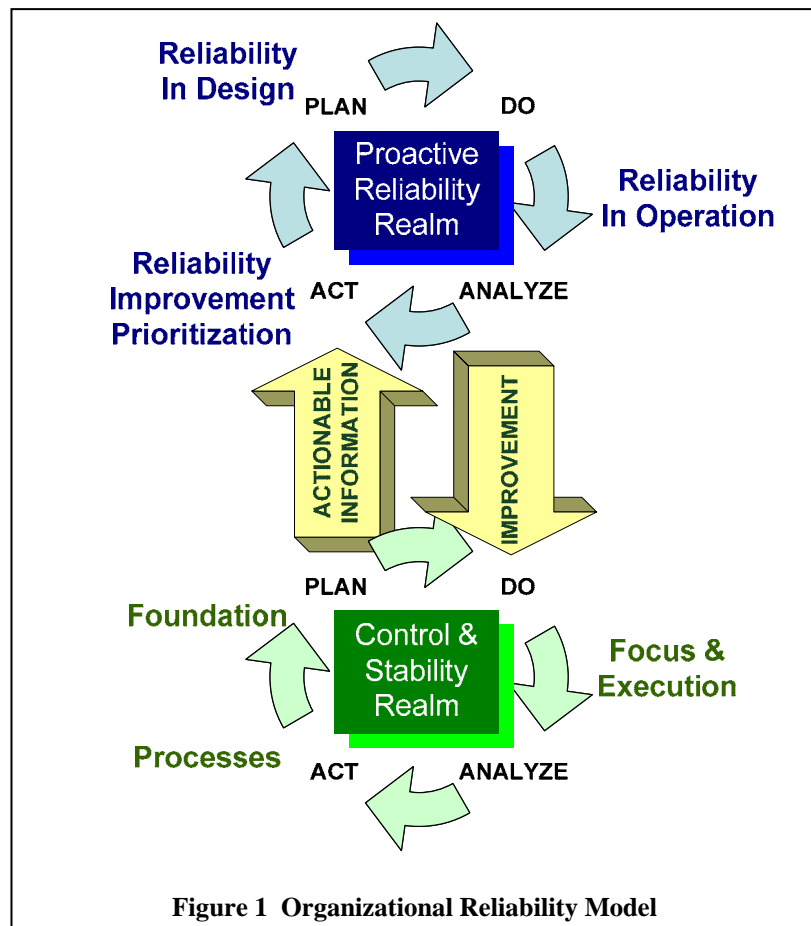 Reliability
In Design
PLAN
DO
Proactive
Reliability
Realm
Reliability
In Operation
Reliability
Improvement
Prioritization
ACT
ANALYZE
ACTIONABLE
INFORMATION
IMPROVEMENT
PLAN
DO
Foundation
Control &
Stability
Realm
Focus &
Execution
Processes
ACT
ANALYZE
Figure 1  Organizational Reliability Model